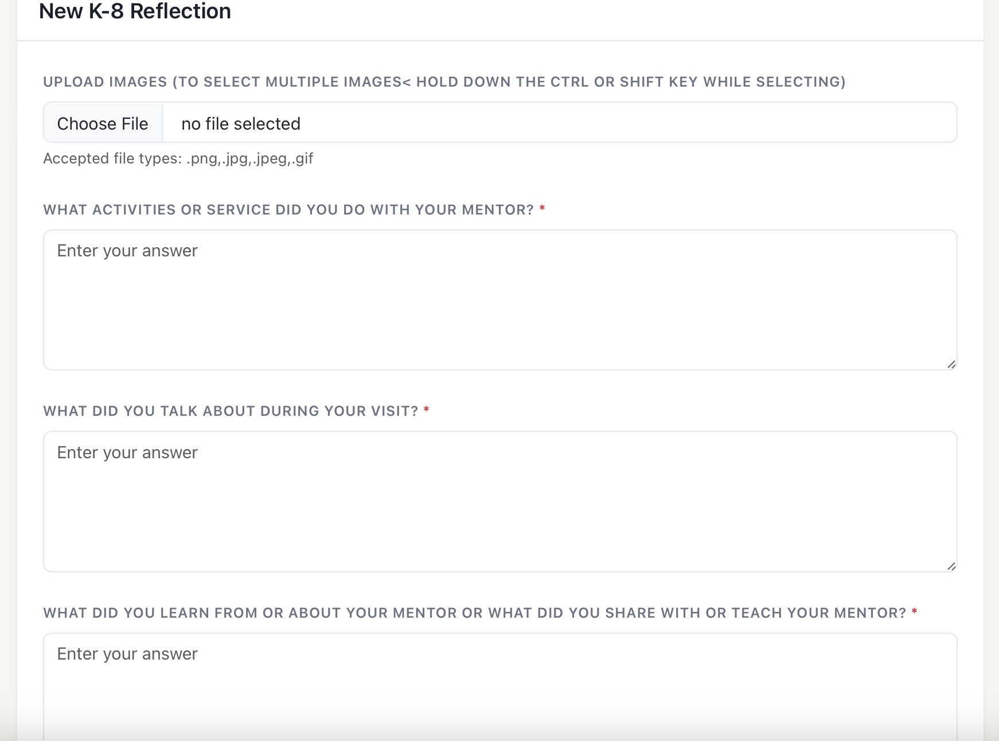 New K-8 Reflection
UPLOAD IMAGES (TO SELECT MULTIPLE IMAGES< HOLD DOWN THE CTRL OR SHIFT KEY WHILE SELECTING)
Choose File no file selected
Accepted file types: .png,.jpg,.jpeg,.gif
WHAT ACTIVITIES OR SERVICE DID YOU DO WITH YOUR MENTOR? *
Enter your answer
WHAT DID YOU TALK ABOUT DURING YOUR VISIT? *
Enter your answer
WHAT DID YOU LEARN FROM OR ABOUT YOUR MENTOR OR WHAT DID YOU SHARE WITH OR TEACH YOUR MENTOR? *
Enter your answer